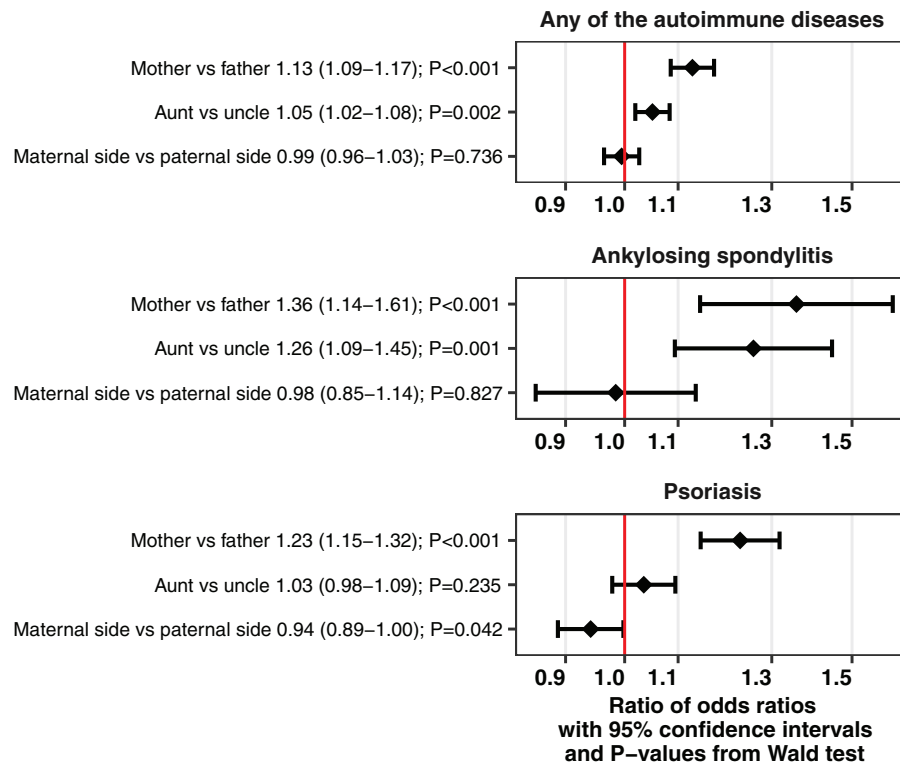 Any of the autoimmune diseases
Mother vs father 1.13 (1.09–1.17); P<0.001
Aunt vs uncle 1.05 (1.02–1.08); P=0.002
Maternal side vs paternal side 0.99 (0.96–1.03); P=0.736
0.9 1.0 1.1 1.3 1.5
Ankylosing spondylitis
Mother vs father 1.36 (1.14–1.61); P<0.001
Aunt vs uncle 1.26 (1.09–1.45); P=0.001
Maternal side vs paternal side 0.98 (0.85–1.14); P=0.827
0.9 1.0 1.1 1.3 1.5
Psoriasis
Mother vs father 1.23 (1.15–1.32); P<0.001
Aunt vs uncle 1.03 (0.98–1.09); P=0.235
Maternal side vs paternal side 0.94 (0.89–1.00); P=0.042
0.9 1.0 1.1 1.3 1.5
Ratio of odds ratios
with 95% confidence intervals
and P−values from Wald test